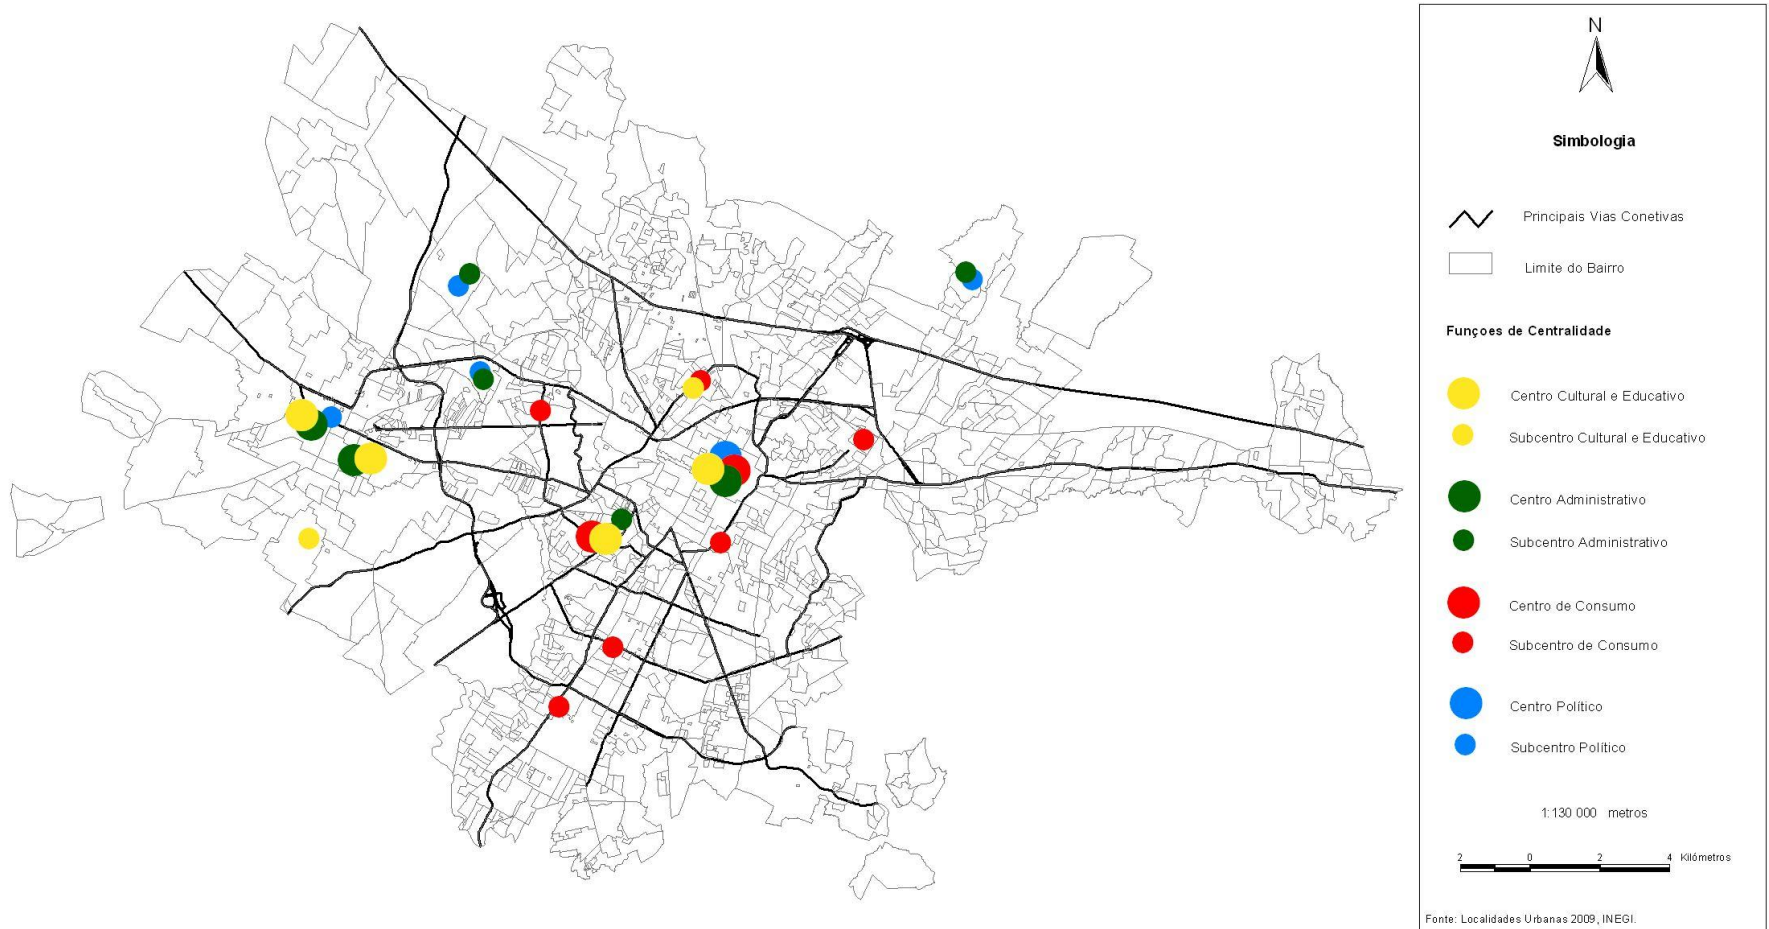 N
Simbologia
Principais Vias Conetivas
Limite do Bairro
Funçoes de Centralidade
Centro Cultural e Educativo
Subcentro Cultural e Educativo
Centro Administrativo
Subcentro Administrativo
Centro de Consumo
Subcentro de Consumo
Centro Político
Subcentro Político
1:130 000 metros
2 0 2 4 Kilómetros
Fonte: Localidades Urbanas 2009, INEGI.